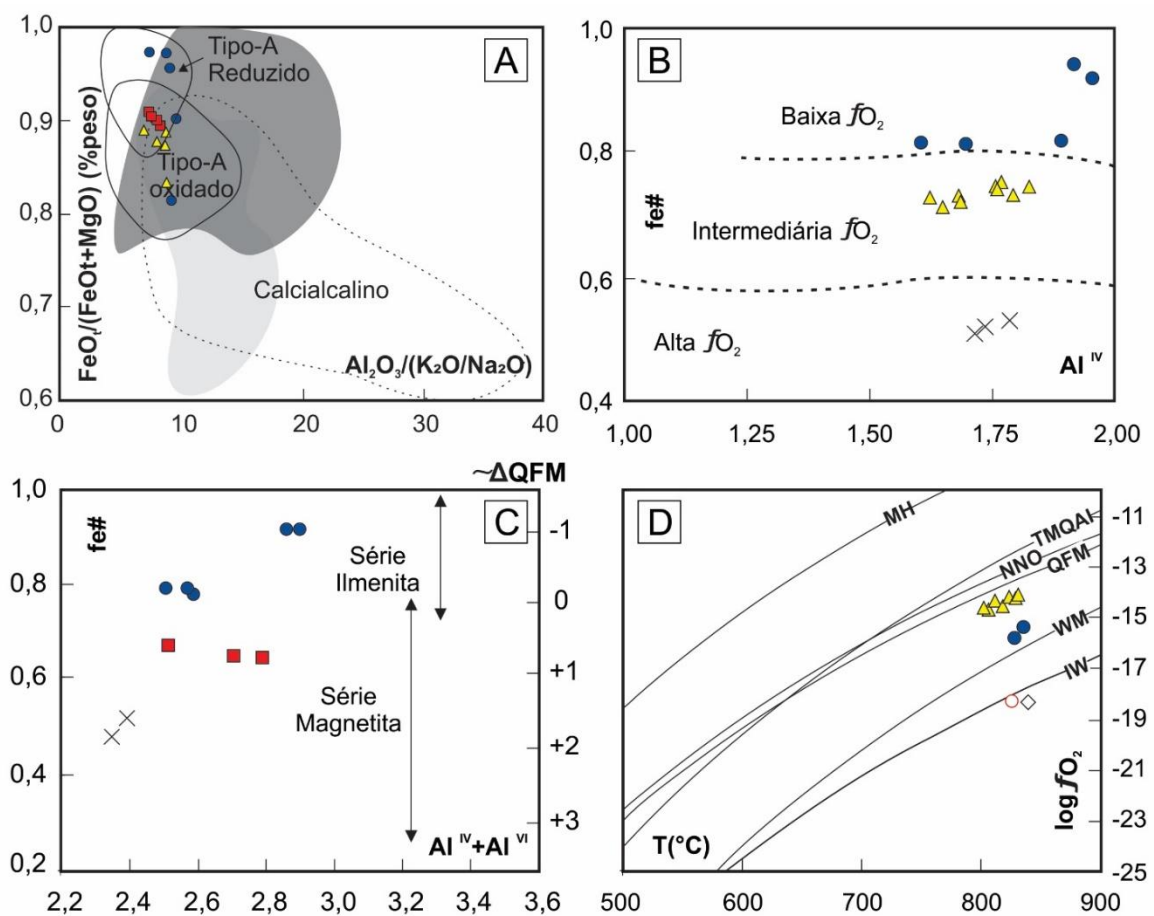 A
1,0
0,9
0,8
0,7
0,6
0
10
20
30
40
FeOₜ/(FeOt+MgO) (%peso)
Tipo-A
Reduzido
Tipo-A
oxidado
Calcialcalino
Al₂O₃/(K₂O/Na₂O)
B
1,0
0,8
0,6
0,4
fe#
Baixa ƒO₂
Intermediária ƒO₂
Alta ƒO₂
Al ᴵⱽ
1,00
1,25
1,50
1,75
2,00
C
~ΔQFM
1,0
0,8
0,6
0,4
0,2
fe#
Série
Ilmenita
Série
Magnetita
-1
0
+1
+2
+3
Al ᴵⱽ+Al ⱽᴵ
2,2
2,4
2,6
2,8
3,0
3,2
3,4
3,6
D
MH
TMQAI
NNO
QFM
WM
IW
-11
-13
-15
-17
-19
-21
-23
-25
log ƒO₂
T(°C)
500
600
700
800
900